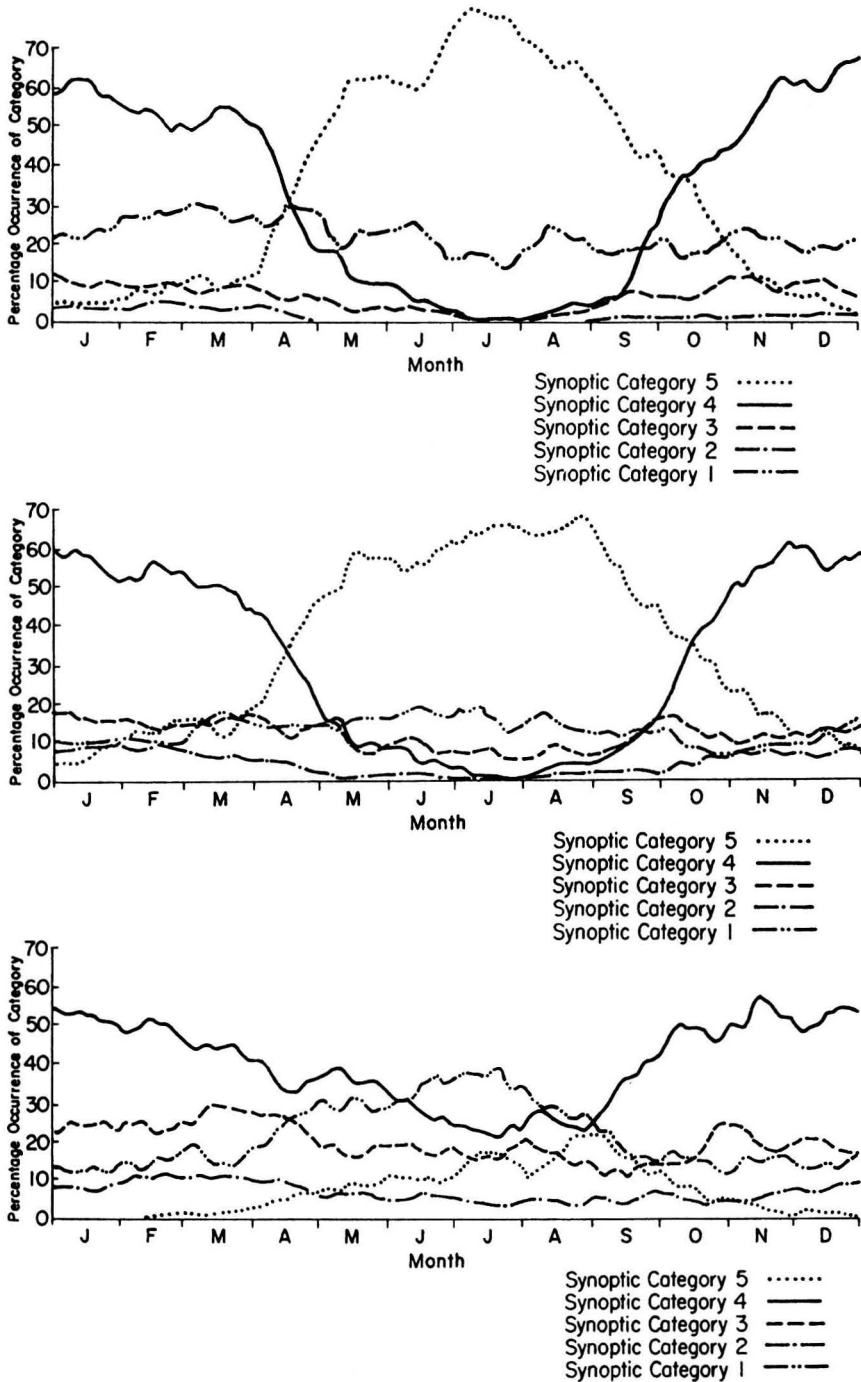 Percentage Occurrence of Category
70
60
50
40
30
20
10
0
J F M A M J J A S O N D
Month
Synoptic Category 5
Synoptic Category 4
Synoptic Category 3
Synoptic Category 2
Synoptic Category 1
Percentage Occurrence of Category
70
60
50
40
30
20
10
0
J F M A M J J A S O N D
Month
Synoptic Category 5
Synoptic Category 4
Synoptic Category 3
Synoptic Category 2
Synoptic Category 1
Percentage Occurrence of Category
70
60
50
40
30
20
10
0
J F M A M J J A S O N D
Month
Synoptic Category 5
Synoptic Category 4
Synoptic Category 3
Synoptic Category 2
Synoptic Category 1